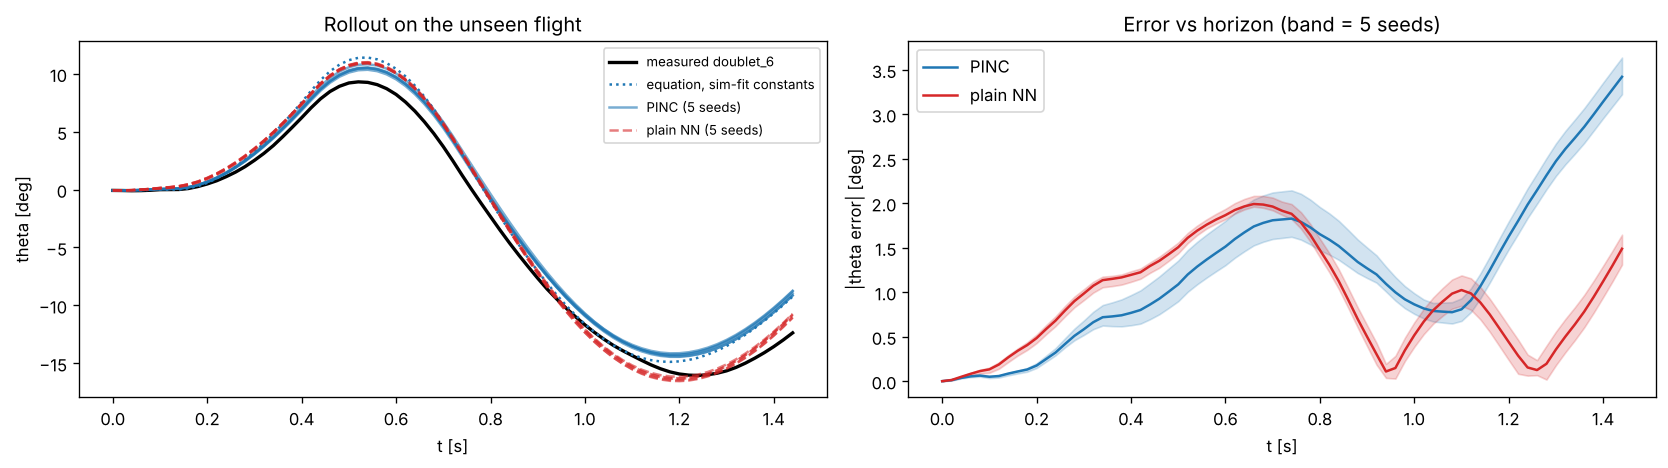 Rollout on the unseen flight
measured doublet_6
equation, sim-fit constants
PINC (5 seeds)
plain NN (5 seeds)
theta [deg]
10
5
0
−5
−10
−15
0.0 0.2 0.4 0.6 0.8 1.0 1.2 1.4
t [s]
Error vs horizon (band = 5 seeds)
PINC
plain NN
|theta error| [deg]
3.5
3.0
2.5
2.0
1.5
1.0
0.5
0.0
0.0 0.2 0.4 0.6 0.8 1.0 1.2 1.4
t [s]